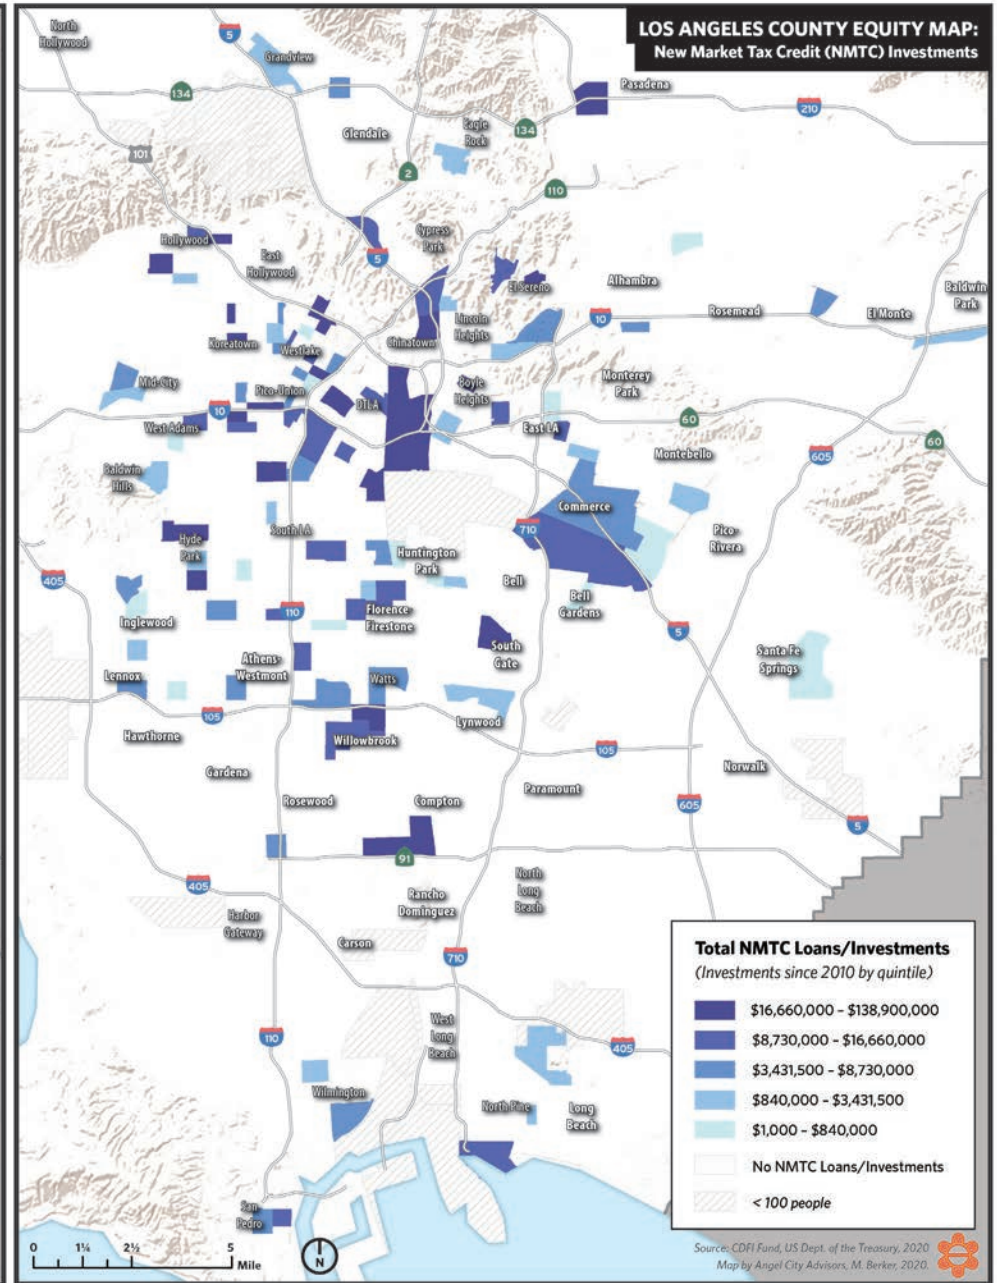 LOS ANGELES COUNTY EQUITY MAP:
New Market Tax Credit (NMTC) Investments
North
Hollywood
5
Grandview
134
Pasadena
210
Glendale
Eagle
Rock
134
101
2
110
Hollywood
East
Hollywood
Cypress
Park
5
El Sereno
Alhambra
Baldwin
Park
Koreatown
Westlake
Chinatown
Lincoln
Heights
10
Rosemead
El Monte
Mid-City
Pico-Union
DTLA
Boyle
Heights
Monterey
Park
10
West Adams
East LA
60
605
60
Montebello
Baldwin
Hills
Commerce
South LA
710
Pico-
Rivera
Hyde
Park
Huntington
Park
405
Bell
Bell
Gardens
Inglewood
110
Florence-
Firestone
5
South
Gate
Santa Fe
Springs
Lennox
Athens-
Westmont
Watts
105
Lynwood
Hawthorne
Willowbrook
105
Gardena
Norwalk
Rosewood
Compton
Paramount
605
5
91
405
Rancho
Dominguez
North
Long
Beach
Harbor
Gateway
Carson
710
110
West
Long
Beach
405
Wilmington
North Pine
Long
Beach
San
Pedro
Total NMTC Loans/Investments
(Investments since 2010 by quintile)
$16,660,000 – $138,900,000
$8,730,000 – $16,660,000
$3,431,500 – $8,730,000
$840,000 – $3,431,500
$1,000 – $840,000
No NMTC Loans/Investments
< 100 people
0 1¼ 2½ 5
Mile
N
Source: CDFI Fund, US Dept. of the Treasury, 2020
Map by Angel City Advisors, M. Berker, 2020.